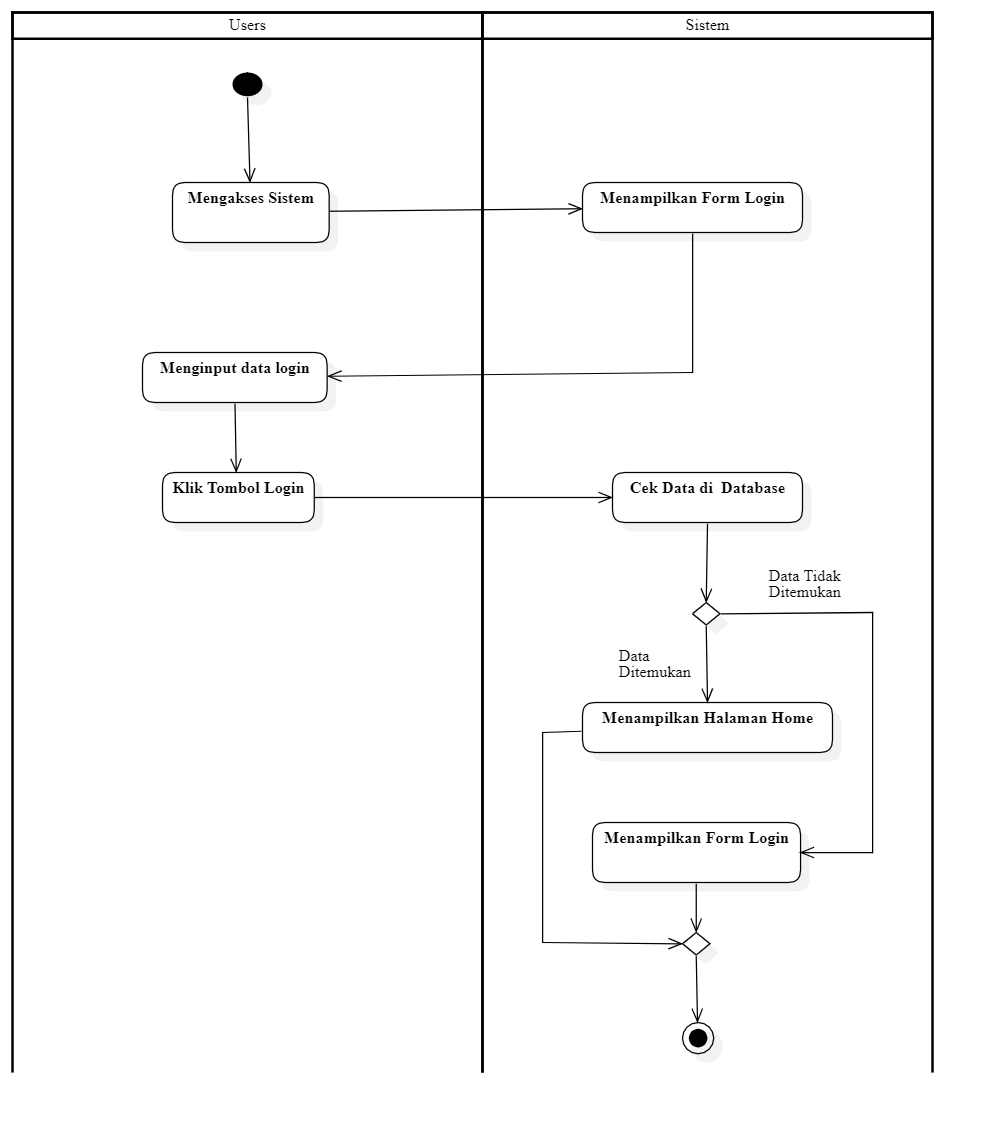 Users
Sistem
Mengakses Sistem
Menampilkan Form Login
Menginput data login
Klik Tombol Login
Cek Data di  Database
Data Tidak
Ditemukan
Data
Ditemukan
Menampilkan Halaman Home
Menampilkan Form Login